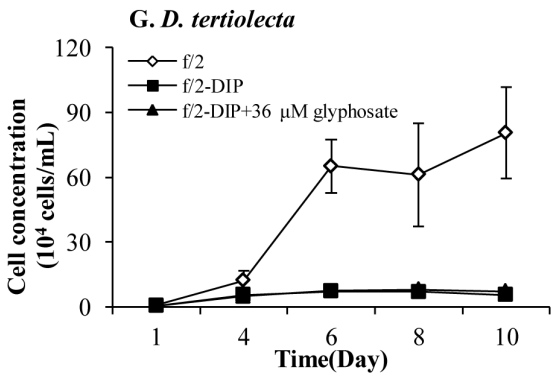 G. D. tertiolecta
f/2
f/2-DIP
f/2-DIP+36 μM glyphosate
Cell concentration
(10⁴ cells/mL)
120
90
60
30
0
1 4 6 8 10
Time(Day)